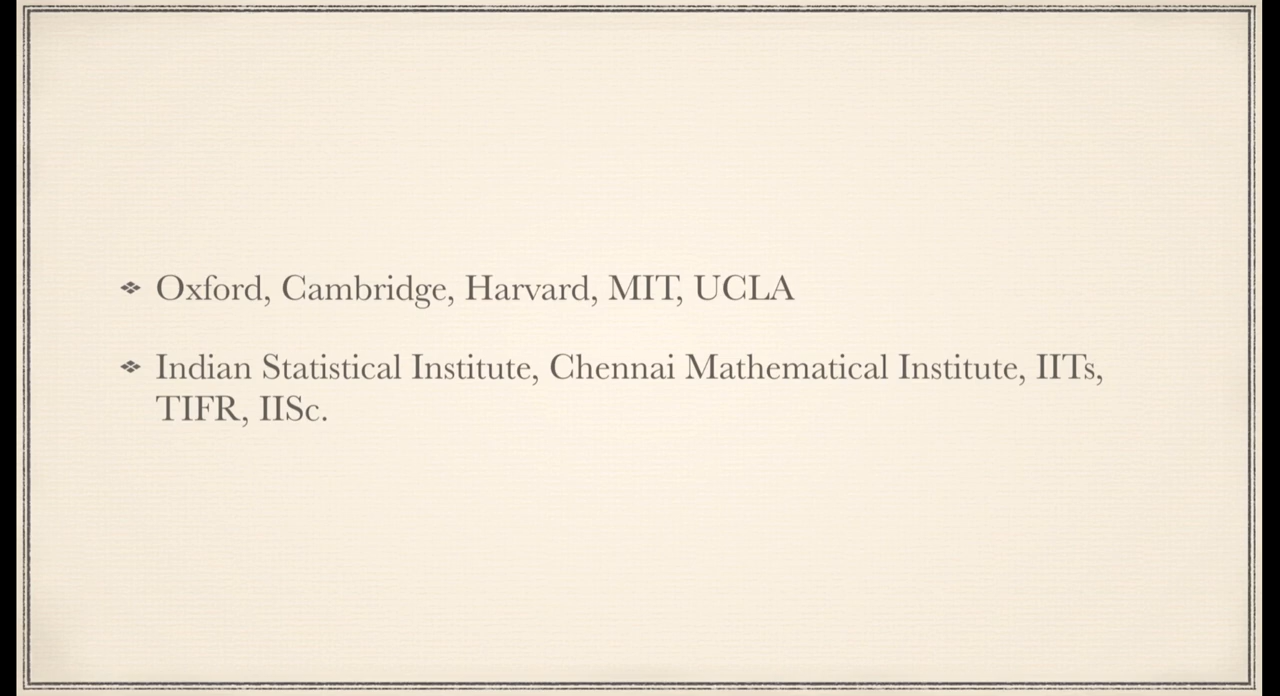 Oxford, Cambridge, Harvard, MIT, UCLA
Indian Statistical Institute, Chennai Mathematical Institute, IITs,
TIFR, IISc.